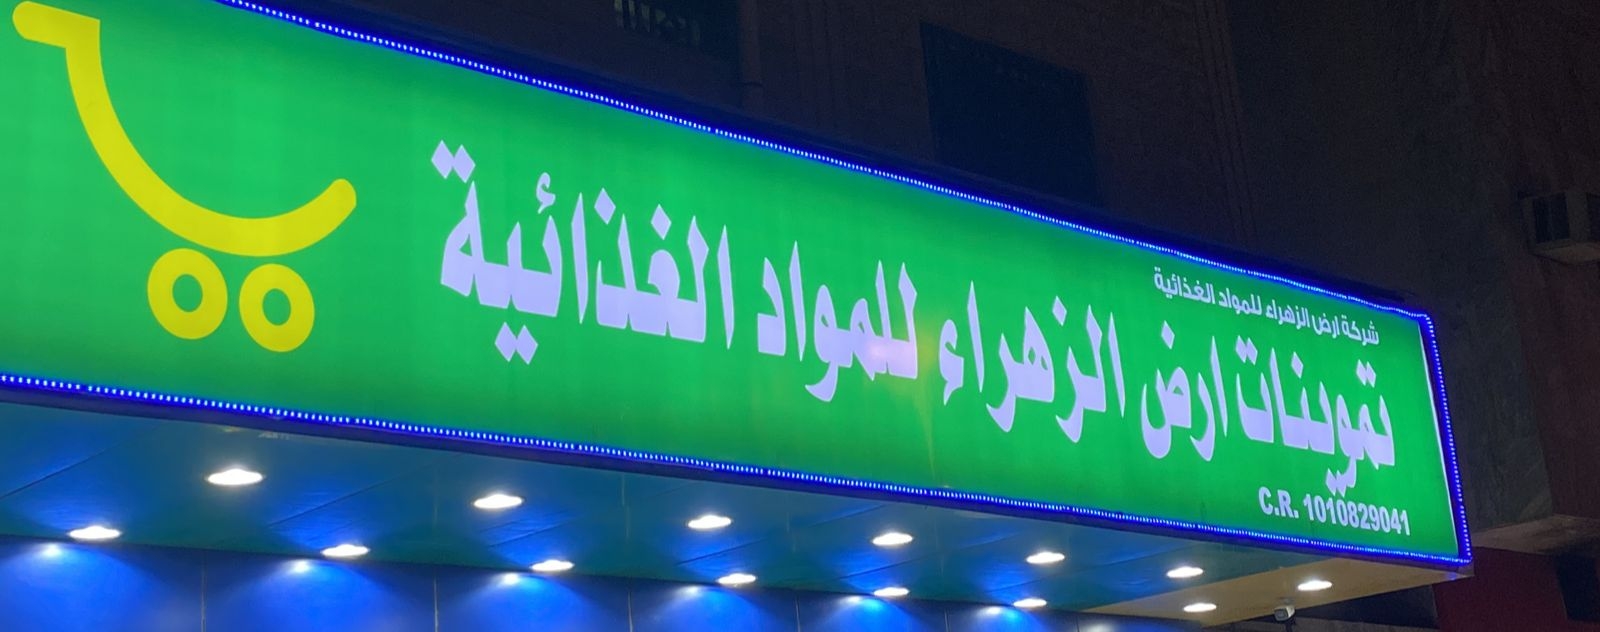 شركة ارض الزهراء للمواد الغذائية
تموينات ارض الزهراء للمواد الغذائية
C.R. 1010829041